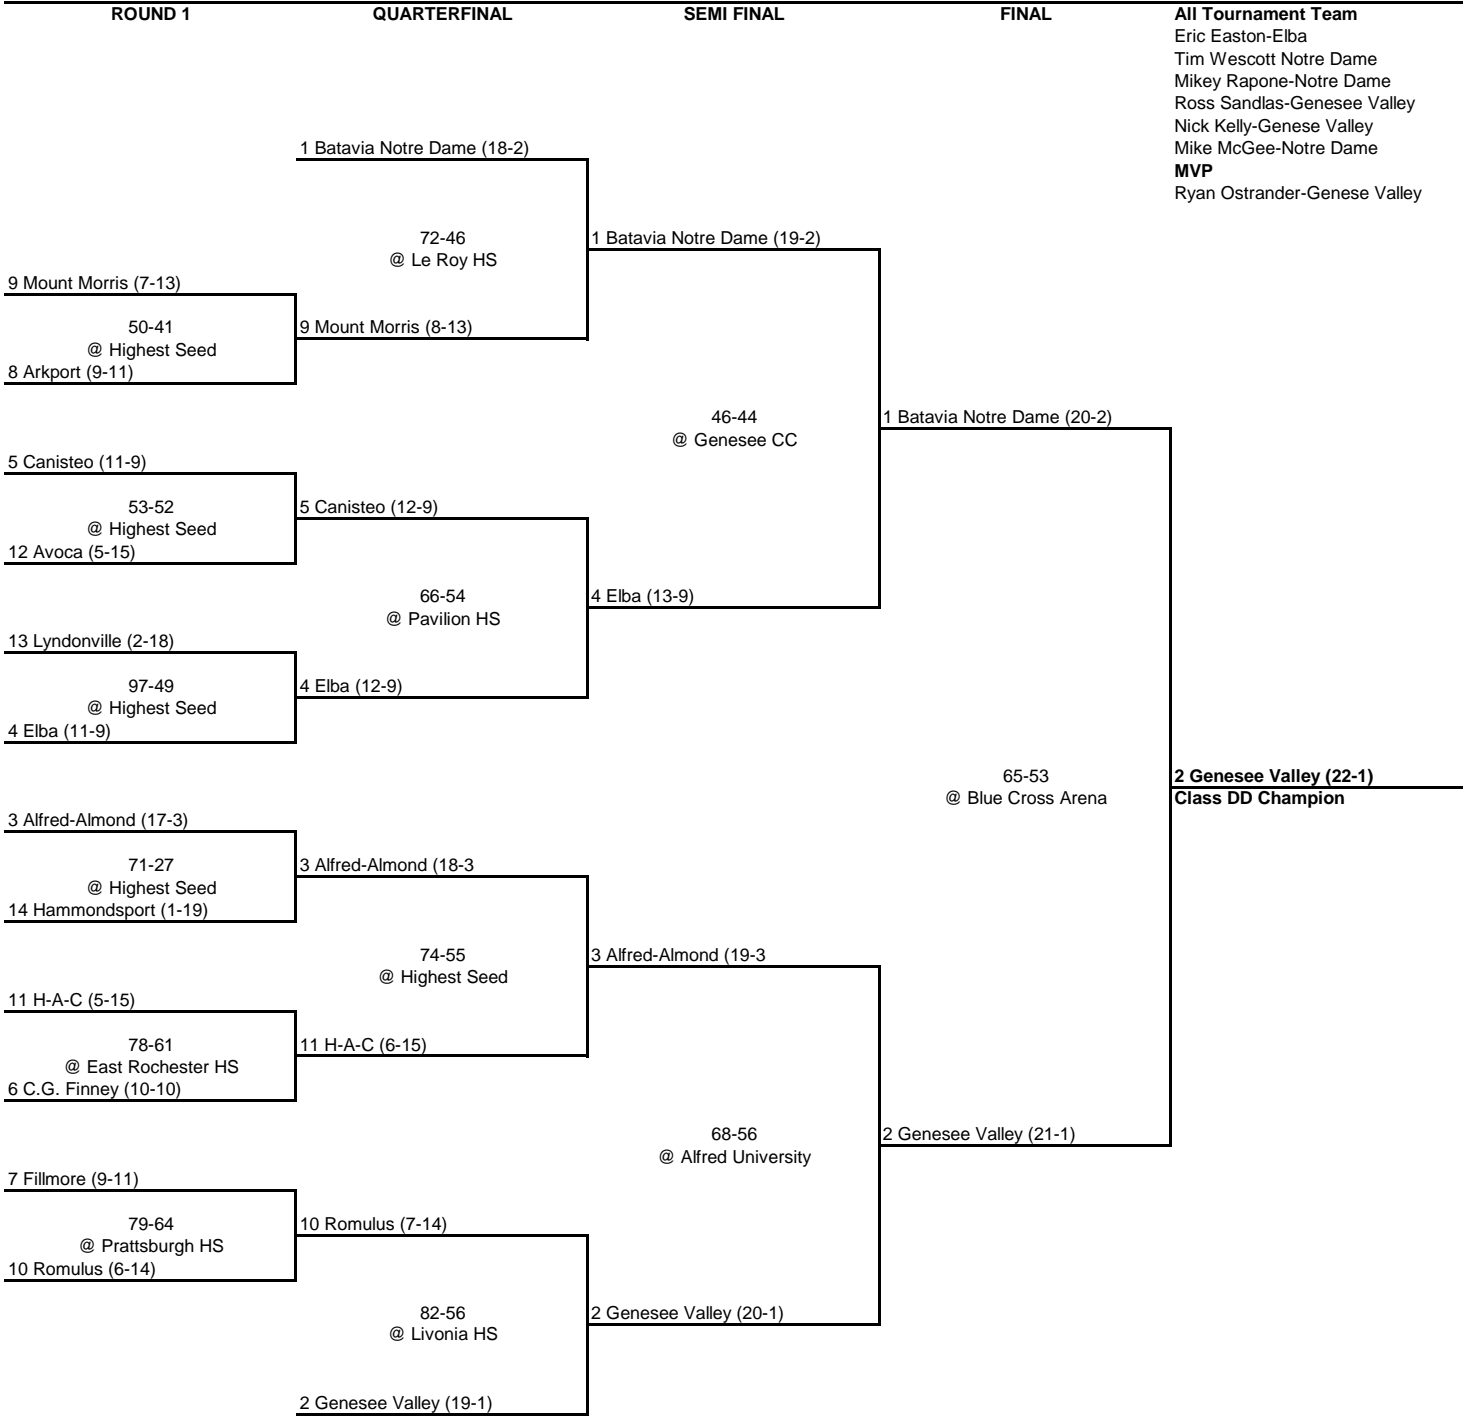 ROUND 1 QUARTERFINAL SEMI FINAL FINAL All Tournament Team
Eric Easton-Elba
Tim Wescott Notre Dame
Mikey Rapone-Notre Dame
Ross Sandlas-Genesee Valley
Nick Kelly-Genese Valley
1 Batavia Notre Dame (18-2) Mike McGee-Notre Dame
MVP
Ryan Ostrander-Genese Valley
72-46 1 Batavia Notre Dame (19-2)
@ Le Roy HS
9 Mount Morris (7-13)
50-41 9 Mount Morris (8-13)
@ Highest Seed
8 Arkport (9-11)
46-44 1 Batavia Notre Dame (20-2)
@ Genesee CC
5 Canisteo (11-9)
53-52 5 Canisteo (12-9)
@ Highest Seed
12 Avoca (5-15)
66-54 4 Elba (13-9)
@ Pavilion HS
13 Lyndonville (2-18)
97-49 4 Elba (12-9)
@ Highest Seed
4 Elba (11-9)
65-53 2 Genesee Valley (22-1)
@ Blue Cross Arena Class DD Champion
3 Alfred-Almond (17-3)
71-27 3 Alfred-Almond (18-3
@ Highest Seed
14 Hammondsport (1-19)
74-55 3 Alfred-Almond (19-3
@ Highest Seed
11 H-A-C (5-15)
78-61 11 H-A-C (6-15)
@ East Rochester HS
6 C.G. Finney (10-10)
68-56 2 Genesee Valley (21-1)
@ Alfred University
7 Fillmore (9-11)
79-64 10 Romulus (7-14)
@ Prattsburgh HS
10 Romulus (6-14)
82-56 2 Genesee Valley (20-1)
@ Livonia HS
2 Genesee Valley (19-1)